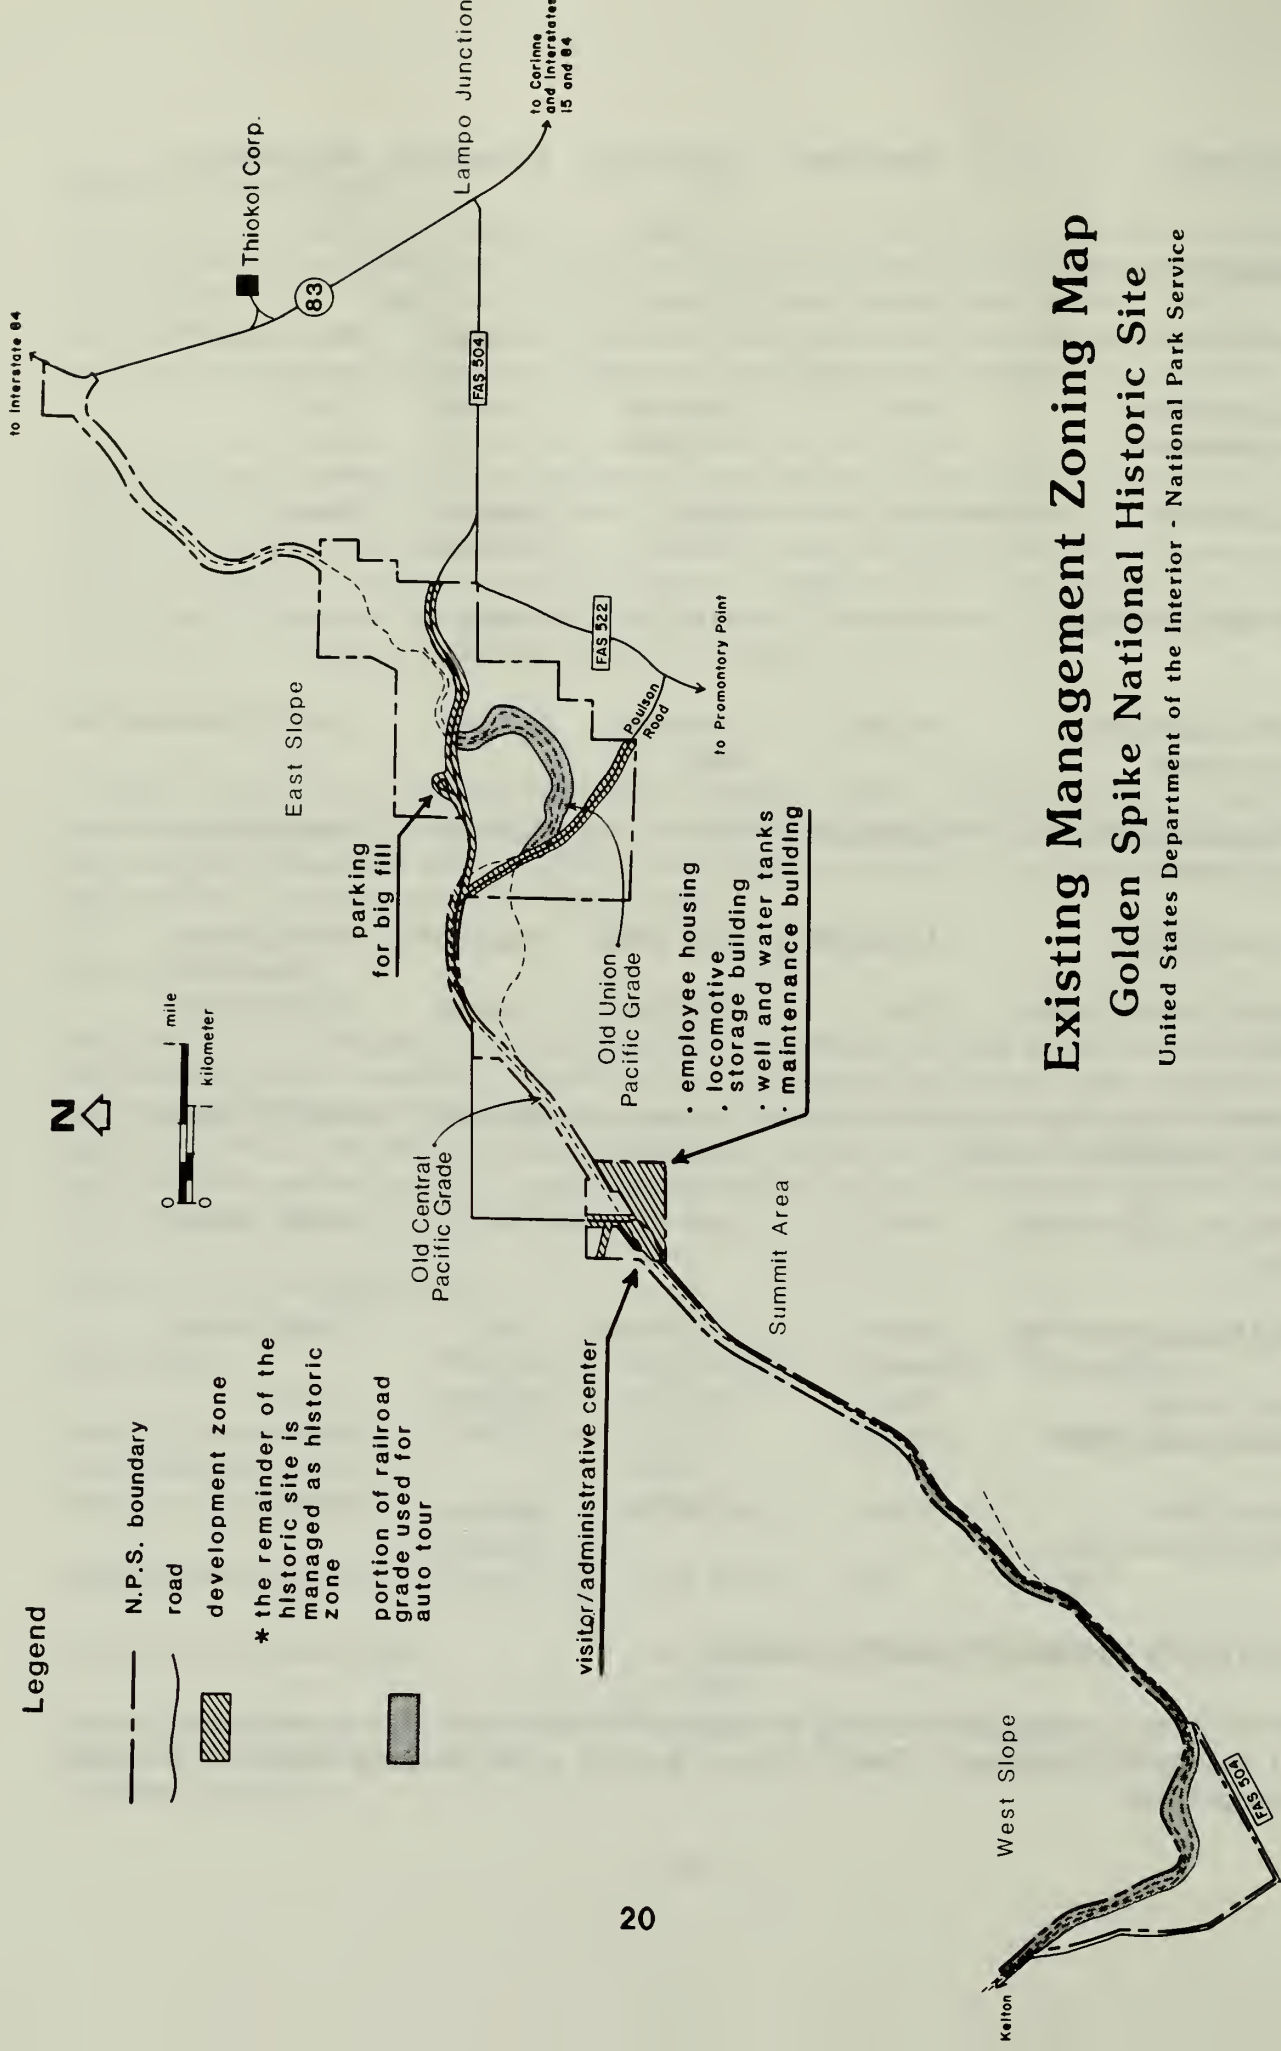 Legend
N.P.S. boundary
road
development zone
* the remainder of the
historic site is
managed as historic
zone
portion of railroad
grade used for
auto tour
N
0 1 mile
0 1 kilometer
to Interstate 84
Thiokol Corp.
83
Lampo Junction
to Corinne
and Interstates
15 and 84
FAS 504
East Slope
parking
for big fill
FAS 522
Poulson
Road
to Promontory Point
Old Central
Pacific Grade
Old Union
Pacific Grade
· employee housing
· locomotive
storage building
· well and water tanks
· maintenance building
visitor/administrative center
Summit Area
West Slope
FAS 504
Kelton
Existing Management Zoning Map
Golden Spike National Historic Site
United States Department of the Interior - National Park Service
20